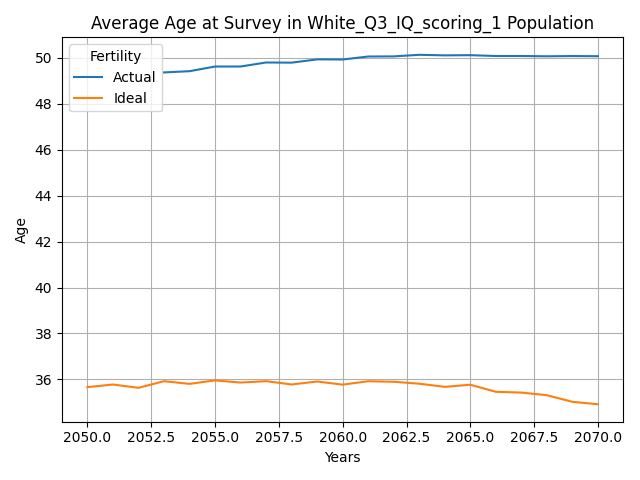 Average Age at Survey in White_Q3_IQ_scoring_1 Population
Fertility
Actual
Ideal
50
48
46
44
42
40
38
36
Age
2050.0 2052.5 2055.0 2057.5 2060.0 2062.5 2065.0 2067.5 2070.0
Years